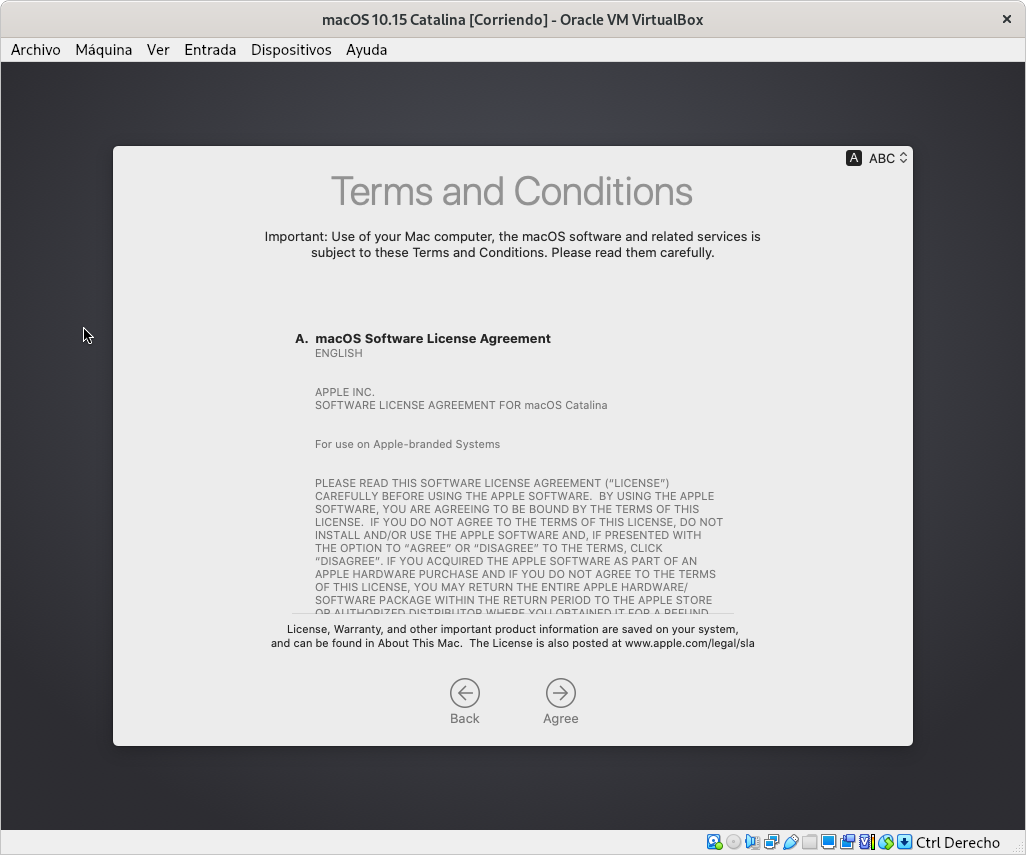 macOS 10.15 Catalina [Corriendo] - Oracle VM VirtualBox
Archivo Máquina Ver Entrada Dispositivos Ayuda
A ABC
Terms and Conditions
Important: Use of your Mac computer, the macOS software and related services is
subject to these Terms and Conditions. Please read them carefully.
A. macOS Software License Agreement
ENGLISH
APPLE INC.
SOFTWARE LICENSE AGREEMENT FOR macOS Catalina
For use on Apple-branded Systems
PLEASE READ THIS SOFTWARE LICENSE AGREEMENT (“LICENSE”)
CAREFULLY BEFORE USING THE APPLE SOFTWARE.  BY USING THE APPLE
SOFTWARE, YOU ARE AGREEING TO BE BOUND BY THE TERMS OF THIS
LICENSE.  IF YOU DO NOT AGREE TO THE TERMS OF THIS LICENSE, DO NOT
INSTALL AND/OR USE THE APPLE SOFTWARE AND, IF PRESENTED WITH
THE OPTION TO “AGREE” OR “DISAGREE” TO THE TERMS, CLICK
“DISAGREE”. IF YOU ACQUIRED THE APPLE SOFTWARE AS PART OF AN
APPLE HARDWARE PURCHASE AND IF YOU DO NOT AGREE TO THE TERMS
OF THIS LICENSE, YOU MAY RETURN THE ENTIRE APPLE HARDWARE/
SOFTWARE PACKAGE WITHIN THE RETURN PERIOD TO THE APPLE STORE
OR AUTHORIZED DISTRIBUTOR WHERE YOU OBTAINED IT FOR A REFUND
License, Warranty, and other important product information are saved on your system,
and can be found in About This Mac.  The License is also posted at www.apple.com/legal/sla
Back Agree
Ctrl Derecho